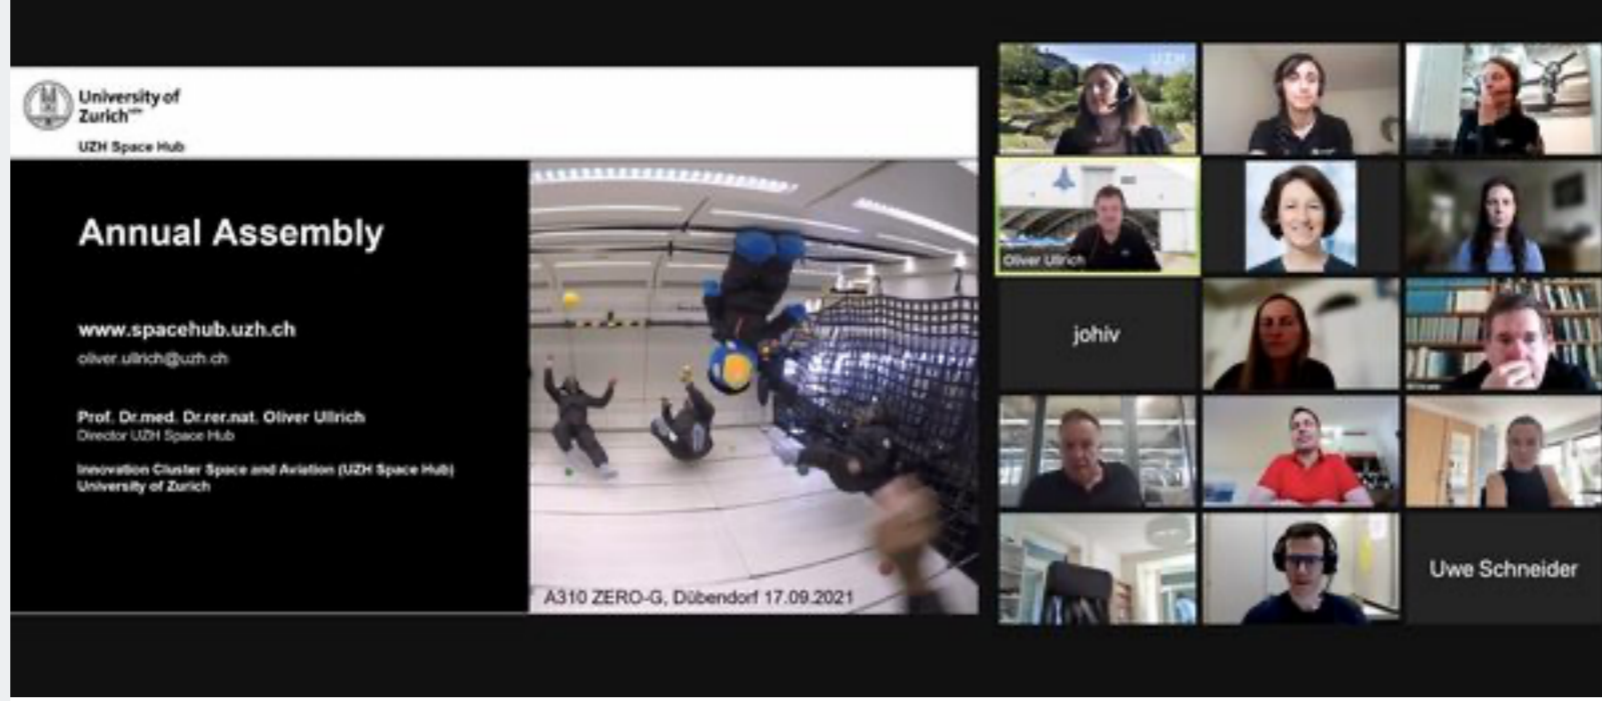 University of
Zurich
UZH Space Hub
Annual Assembly
www.spacehub.uzh.ch
oliver.ullrich@uzh.ch
Prof. Dr.med. Dr.rer.nat. Oliver Ullrich
Director UZH Space Hub
Innovation Cluster Space and Aviation (UZH Space Hub)
University of Zurich
A310 ZERO-G, Dübendorf 17.09.2021
UZH
Oliver Ullrich
johiv
Uwe Schneider